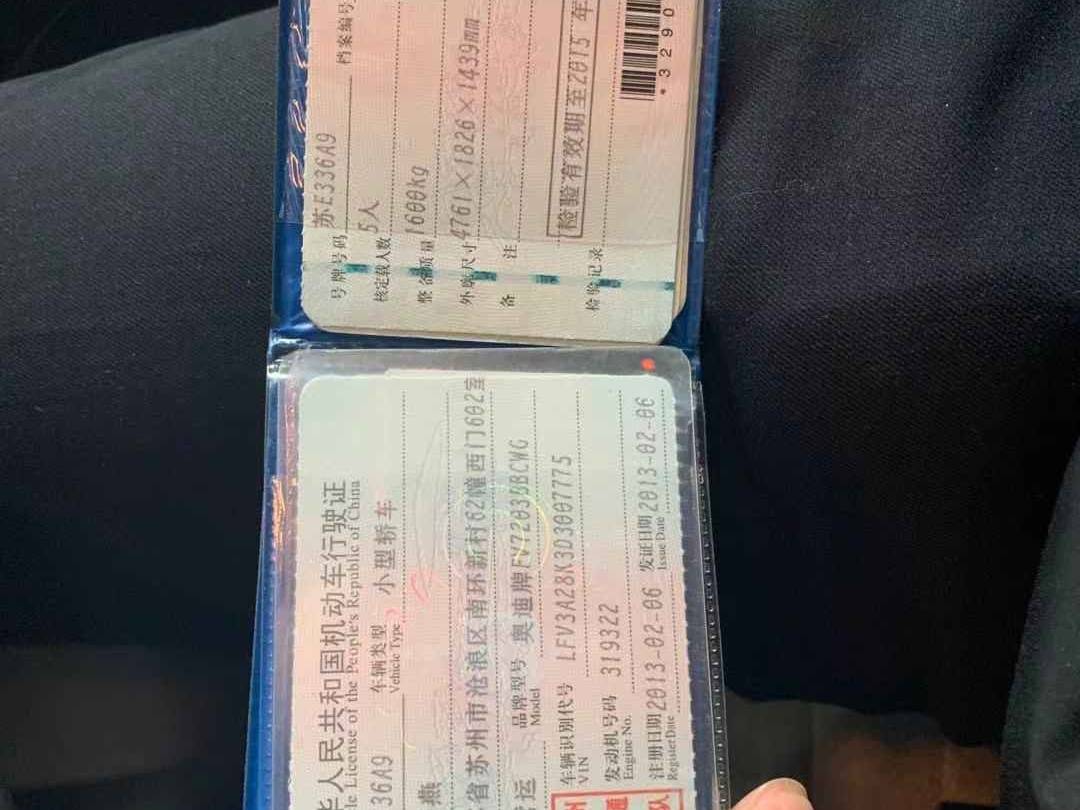 华人民共和国机动车行驶证
le License of the People's Republic of China
36A9 车辆类型 Vehicle Type 小型轿车
燕
省苏州市沧浪区南环新村62幢西门602室
营运 品牌型号 Model 奥迪牌FV7203BBCWG
车辆识别代号 VIN LFV3A28K3D3007775
发动机号码 Engine No. 319322
注册日期 Register Date 2013-02-06 发证日期 Issue Date 2013-02-06
号牌号码 苏E336A9 档案编号
核定载人数 5人
整备质量 1600kg
外廓尺寸 4761×1826×1439mm
备 注
检验记录 检验有效期至2015 年
*3290